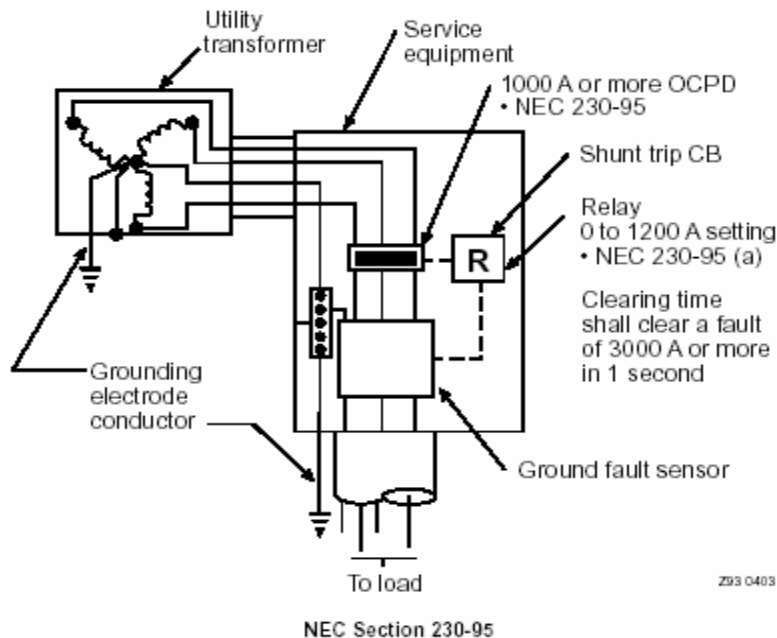 Utility
transformer
Service
equipment
1000 A or more OCPD
• NEC 230-95
Shunt trip CB
Relay
0 to 1200 A setting
• NEC 230-95 (a)
R
Clearing time
shall clear a fault
of 3000 A or more
in 1 second
Grounding
electrode
conductor
Ground fault sensor
To load
Z93 0403
NEC Section 230-95